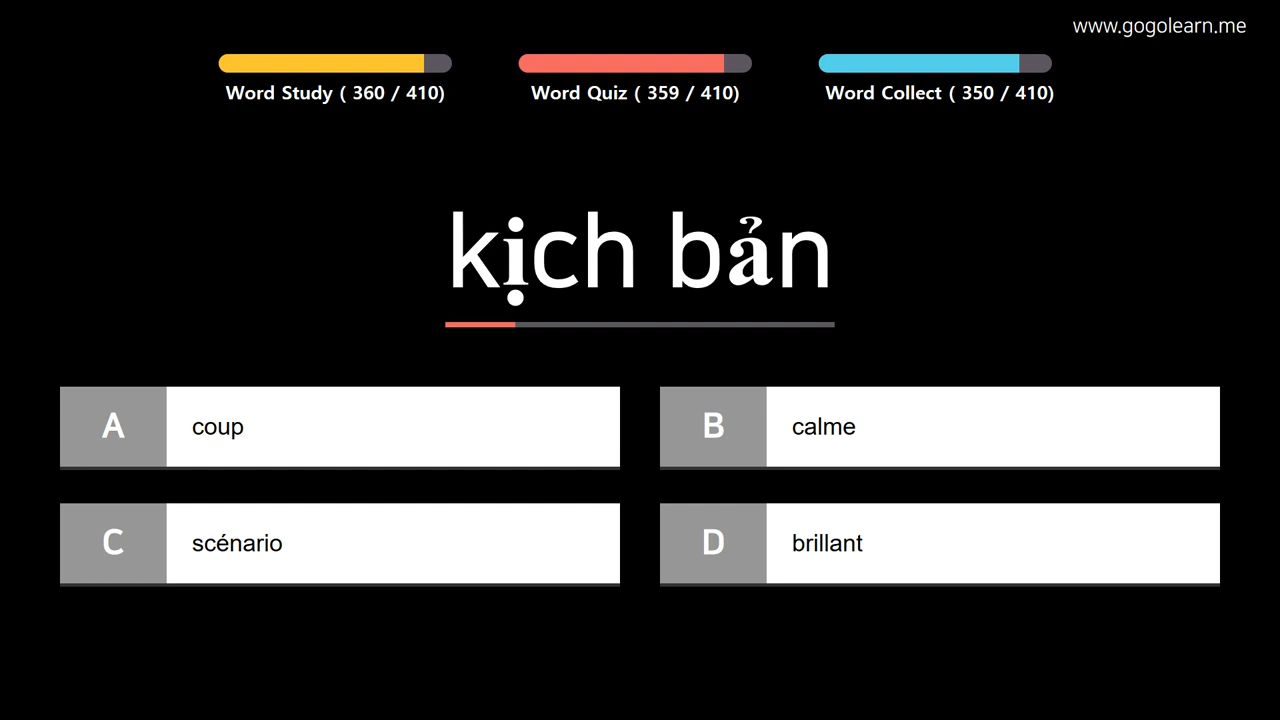 www.gogolearn.me
Word Study ( 360 / 410)
Word Quiz ( 359 / 410)
Word Collect ( 350 / 410)
kịch bản
A coup
B calme
C scénario
D brillant